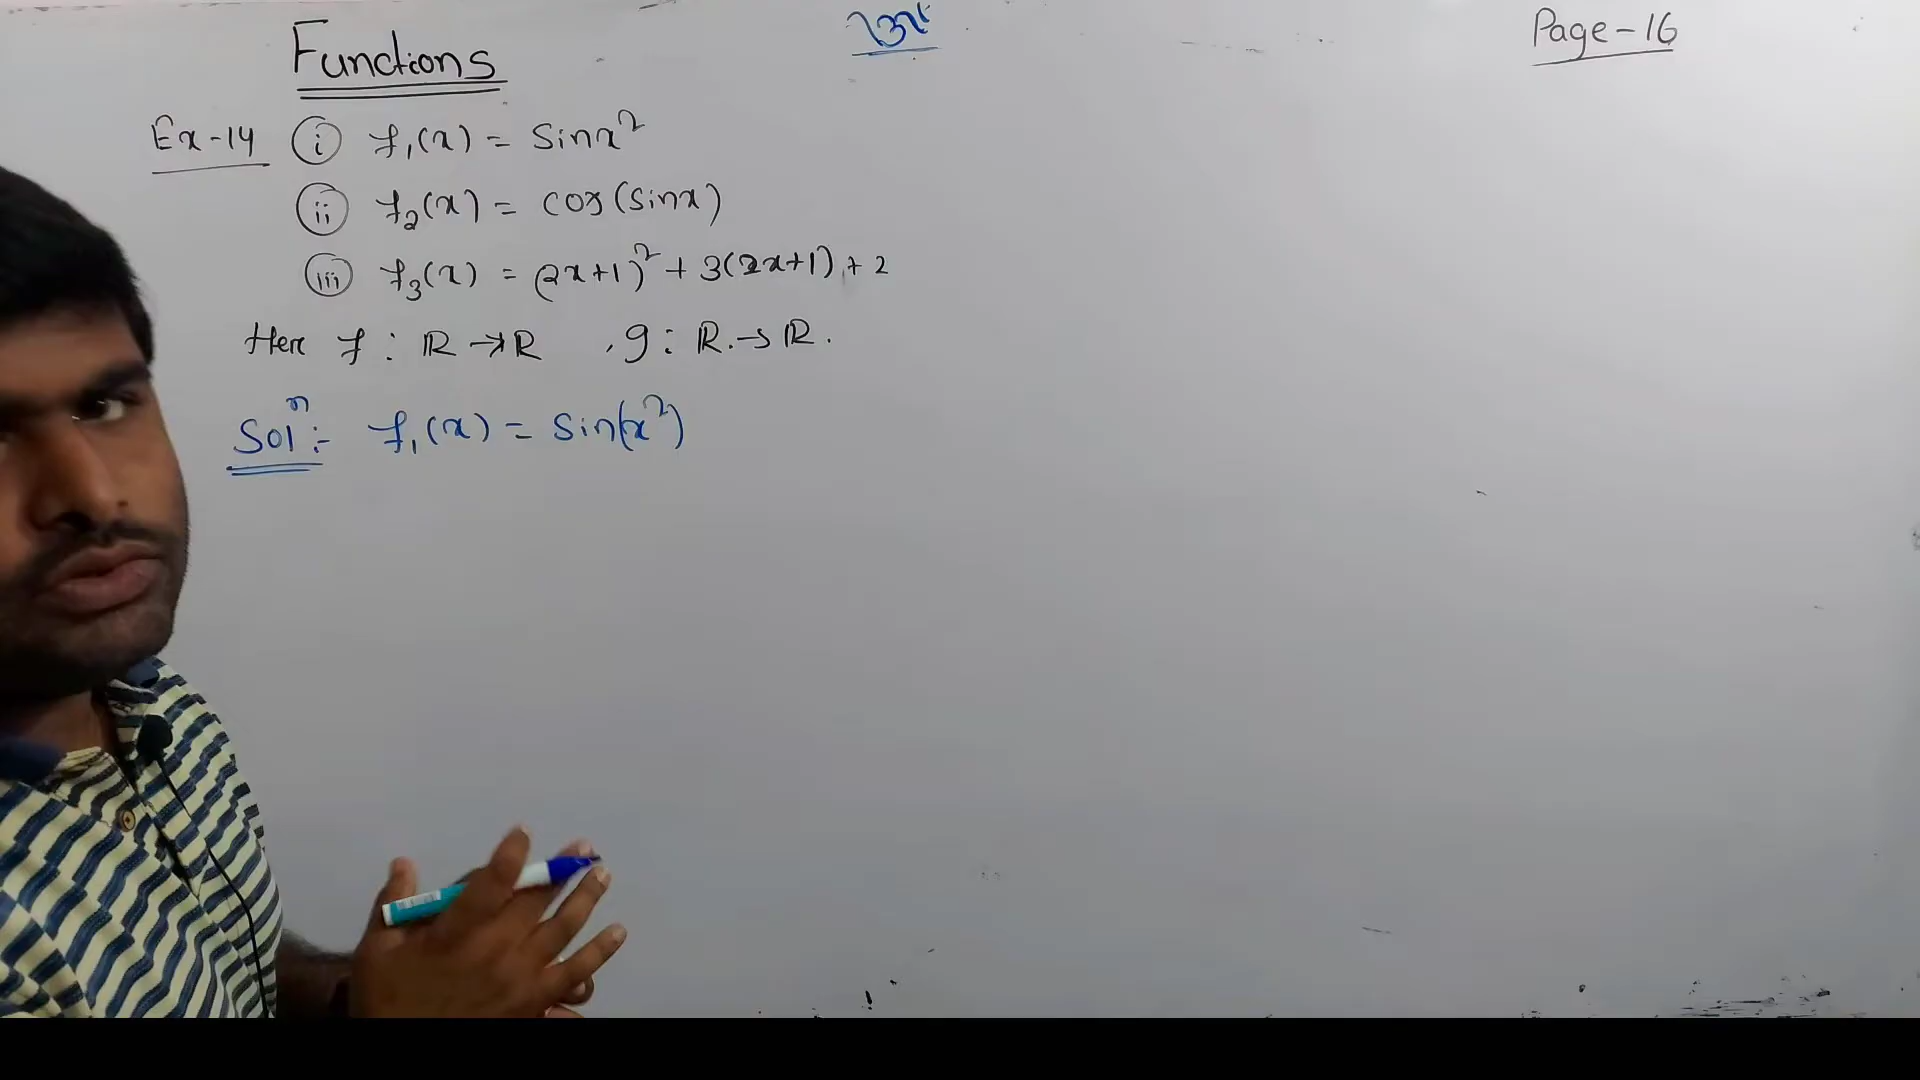 Functions
Page-16
Ex-14 (i) f₁(x) = Sinx²
(ii) f₂(x) = cos(sinx)
(iii) f₃(x) = (2x+1)² + 3(2x+1) + 2
Here f : ℝ → ℝ , g : ℝ. → ℝ.
Solⁿ :- f₁(x) = Sin(x²)